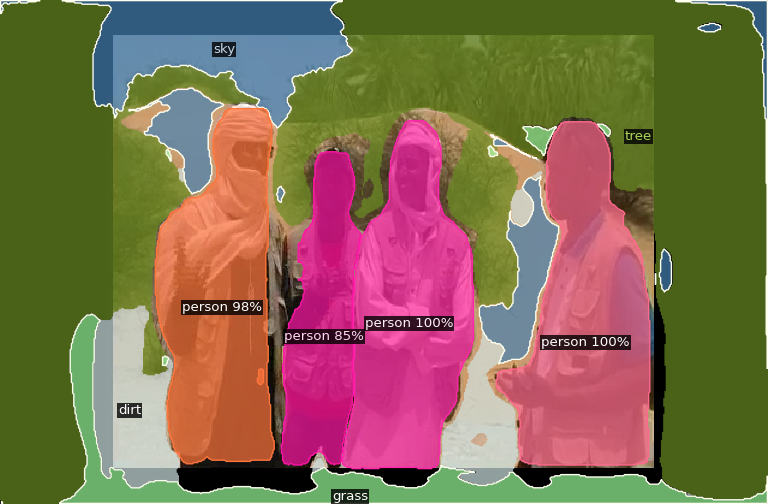 sky
tree
person 98%
person 100%
person 85%
person 100%
dirt
grass